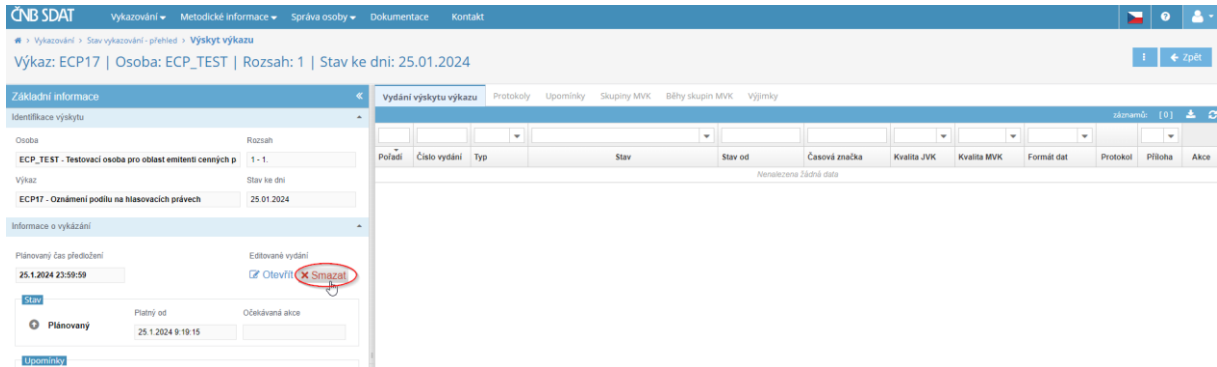 ČNB SDAT Vykazování Metodické informace Správa osoby Dokumentace Kontakt
Vykazování > Stav vykazování - přehled > Výskyt výkazu
Výkaz: ECP17 | Osoba: ECP_TEST | Rozsah: 1 | Stav ke dni: 25.01.2024
Zpět
Základní informace
Vydání výskytu výkazu Protokoly Upomínky Skupiny MVK Běhy skupin MVK Výjimky
Identifikace výskytu
záznamů: [0]
Osoba Rozsah
ECP_TEST - Testovací osoba pro oblast emitenti cenných p 1 - 1.
Pořadí Číslo vydání Typ Stav Stav od Časová značka Kvalita JVK Kvalita MVK Formát dat Protokol Příloha Akce
Nenalezena žádná data
Výkaz Stav ke dni
ECP17 - Oznámení podílu na hlasovacích právech 25.01.2024
Informace o vykázání
Plánovaný čas předložení Editované vydání
25.1.2024 23:59:59 Otevřít Smazat
Stav
Platný od Očekávaná akce
Plánovaný 25.1.2024 9:19:15
Upomínky